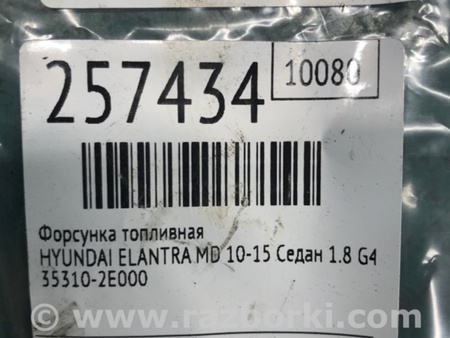 257434
10080
Форсунка топливная
HYUNDAI ELANTRA MD 10-15 Седан 1.8 G4
35310-2E000
© - www.razborki.com